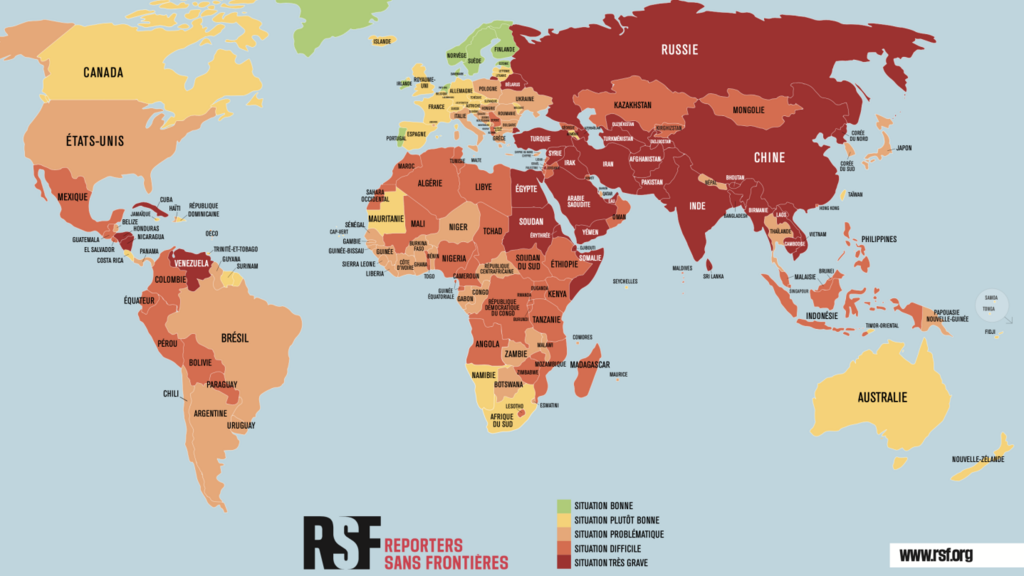 RUSSIE
CANADA
ISLANDE
NORVÈGE
SUÈDE
FINLANDE
ROYAUME-
UNI
IRLANDE
ALLEMAGNE
POLOGNE
BÉLARUS
UKRAINE
FRANCE
ITALIE
ROUMANIE
PORTUGAL
ESPAGNE
GRÈCE
ÉTATS-UNIS
KAZAKHSTAN
MONGOLIE
OUZBÉKISTAN
KIRGHIZISTAN
TURKMÉNISTAN
TADJIKISTAN
TURQUIE
SYRIE
IRAK
IRAN
AFGHANISTAN
PAKISTAN
CHINE
CORÉE
DU NORD
CORÉE
DU SUD
JAPON
TUNISIE
MALTE
MAROC
ALGÉRIE
LIBYE
ÉGYPTE
ARABIE
SAOUDITE
QATAR
OMAN
YÉMEN
NÉPAL
BHOUTAN
INDE
BANGLADESH
BIRMANIE
LAOS
THAÏLANDE
CAMBODGE
VIETNAM
HONG KONG
TAÏWAN
PHILIPPINES
MEXIQUE
CUBA
HAÏTI
RÉPUBLIQUE
DOMINICAINE
JAMAÏQUE
BELIZE
HONDURAS
NICARAGUA
GUATEMALA
EL SALVADOR
COSTA RICA
PANAMA
OECO
TRINITÉ-ET-TOBAGO
GUYANA
SURINAM
VENEZUELA
COLOMBIE
ÉQUATEUR
PÉROU
BRÉSIL
BOLIVIE
PARAGUAY
CHILI
ARGENTINE
URUGUAY
SAHARA
OCCIDENTAL
MAURITANIE
MALI
NIGER
TCHAD
SOUDAN
ÉRYTHRÉE
SÉNÉGAL
CAP-VERT
GAMBIE
GUINÉE-BISSAU
GUINÉE
SIERRA LEONE
LIBERIA
CÔTE
D'IVOIRE
BURKINA
FASO
GHANA
TOGO
BÉNIN
NIGERIA
CAMEROUN
RÉPUBLIQUE
CENTRAFRICAINE
SOUDAN
DU SUD
ÉTHIOPIE
DJIBOUTI
SOMALIE
GUINÉE
ÉQUATORIALE
GABON
CONGO
RÉPUBLIQUE
DÉMOCRATIQUE
DU CONGO
OUGANDA
RWANDA
BURUNDI
KENYA
TANZANIE
ANGOLA
ZAMBIE
MALAWI
MOZAMBIQUE
ZIMBABWE
NAMIBIE
BOTSWANA
AFRIQUE
DU SUD
LESOTHO
ESWATINI
COMORES
MADAGASCAR
MAURICE
SEYCHELLES
MALDIVES
SRI LANKA
MALAISIE
BRUNEI
SINGAPOUR
INDONÉSIE
TIMOR-ORIENTAL
PAPOUASIE
NOUVELLE-GUINÉE
SAMOA
TONGA
FIDJI
AUSTRALIE
NOUVELLE-ZÉLANDE
RSF
REPORTERS
SANS FRONTIÈRES
SITUATION BONNE
SITUATION PLUTÔT BONNE
SITUATION PROBLÉMATIQUE
SITUATION DIFFICILE
SITUATION TRÈS GRAVE
www.rsf.org